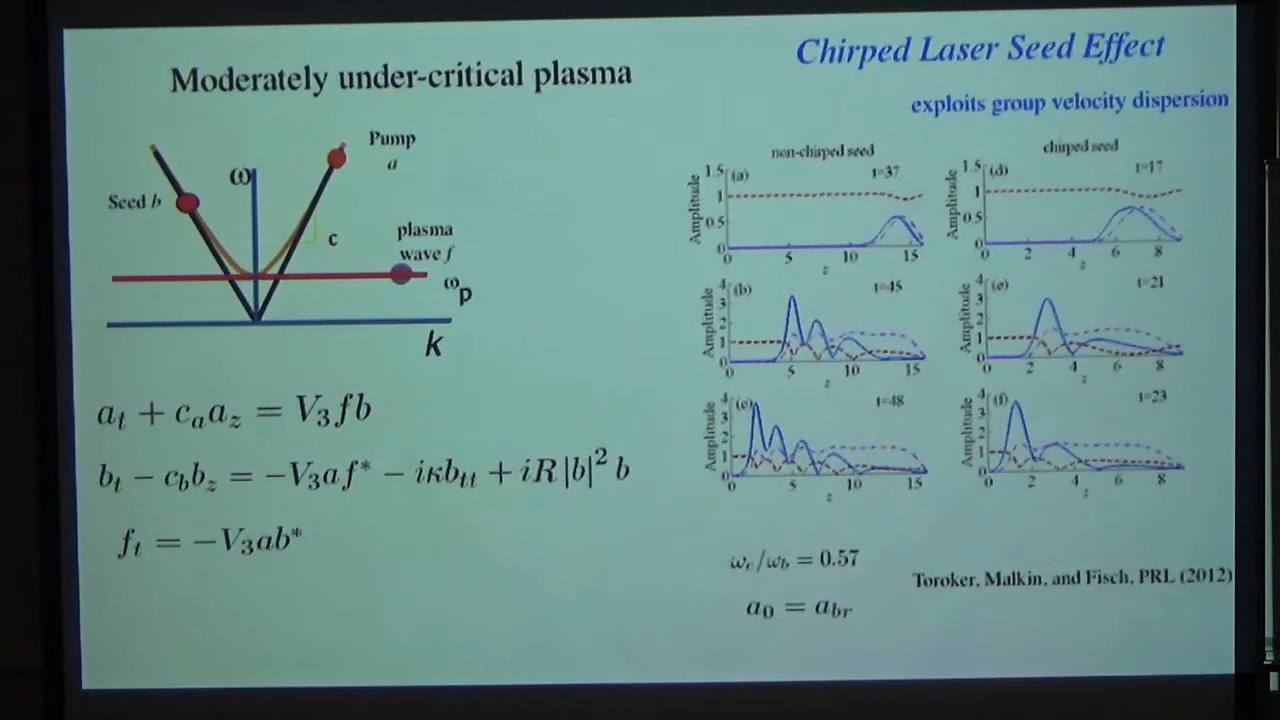 Moderately under-critical plasma
Chirped Laser Seed Effect
exploits group velocity dispersion
Pump
a
ω
Seed b
c
plasma
wave f
ω_p
k
a_t + c_a a_z = V_3 f b
b_t − c_b b_z = −V_3 a f* − iκb_tt + iR |b|² b
f_t = −V_3 a b*
non-chirped seed
chirped seed
(a)
t=37
Amplitude
1.5
1
0.5
0
0 5 10 15
z
(d)
t=17
Amplitude
1.5
1
0.5
0
0 2 4 6 8
z
(b)
t=45
Amplitude
4
3
2
1
0
0 5 10 15
z
(e)
t=21
Amplitude
4
3
2
1
0
0 2 4 6 8
z
(c)
t=48
Amplitude
4
3
2
1
0
0 5 10 15
z
(f)
t=23
Amplitude
4
3
2
1
0
0 2 4 6 8
z
ω_e/ω_b = 0.57
a_0 = a_br
Toroker, Malkin, and Fisch, PRL (2012)